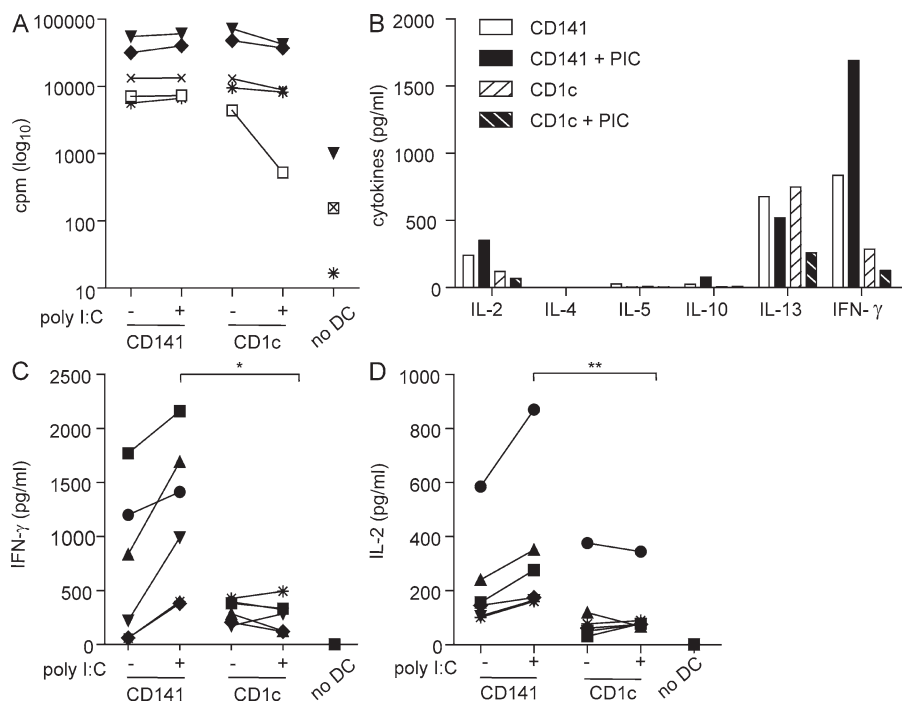 A
cpm (log10)
100000
10000
1000
100
10
poly I:C - + - + no DC
CD141 CD1c
B
cytokines (pg/ml)
2000
1500
1000
500
0
CD141
CD141 + PIC
CD1c
CD1c + PIC
IL-2 IL-4 IL-5 IL-10 IL-13 IFN- γ
C
IFN-γ (pg/ml)
2500
2000
1500
1000
500
0
*
poly I:C - + - + no DC
CD141 CD1c
D
IL-2 (pg/ml)
1000
800
600
400
200
0
**
poly I:C - + - + no DC
CD141 CD1c